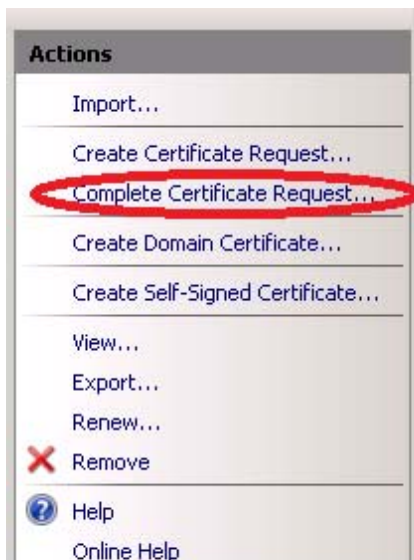 Actions
Import...
Create Certificate Request...
Complete Certificate Request...
Create Domain Certificate...
Create Self-Signed Certificate...
View...
Export...
Renew...
Remove
Help
Online Help